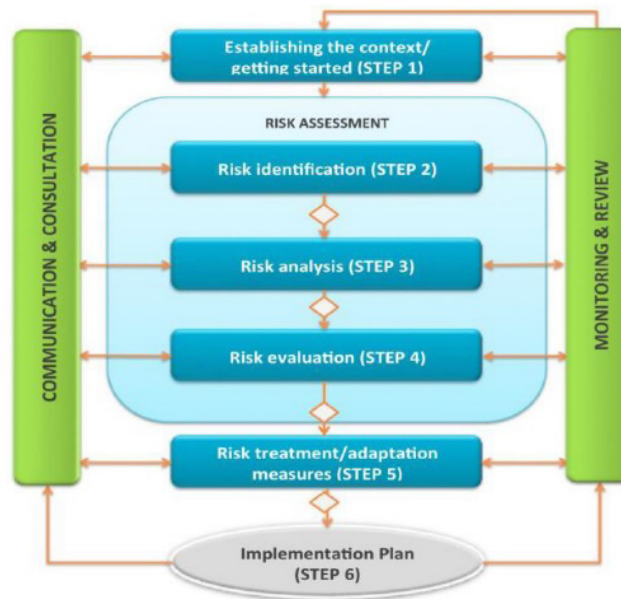 Establishing the context/
getting started (STEP 1)
RISK ASSESSMENT
Risk identification (STEP 2)
Risk analysis (STEP 3)
Risk evaluation (STEP 4)
Risk treatment/adaptation
measures (STEP 5)
Implementation Plan
(STEP 6)
COMMUNICATION & CONSULTATION
MONITORING & REVIEW